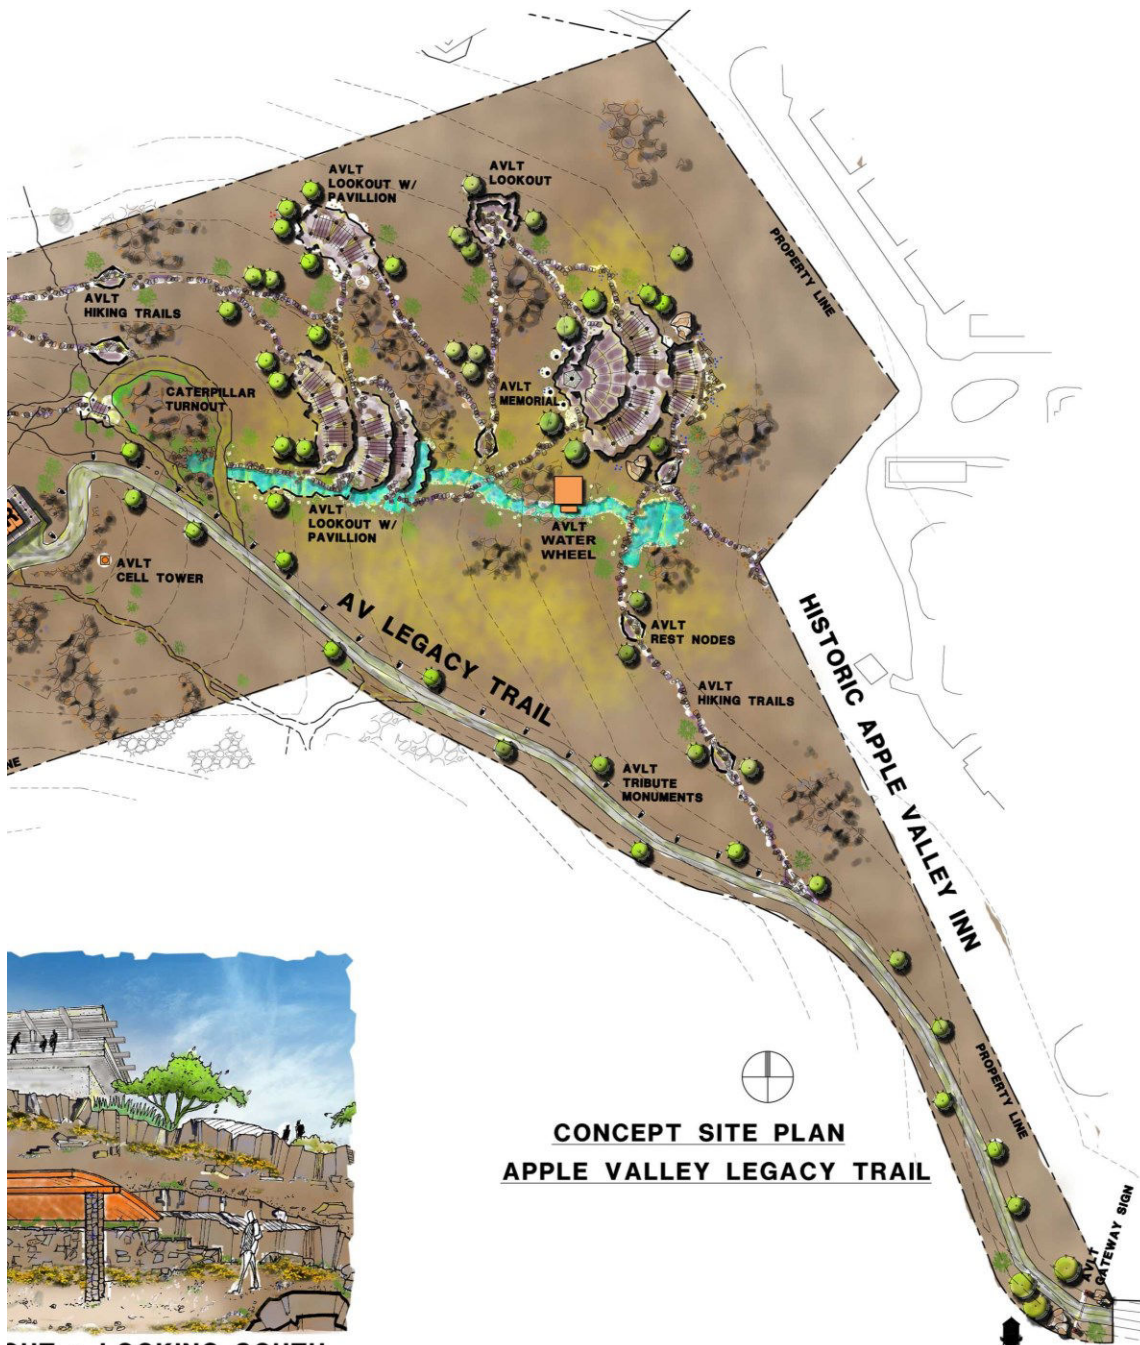 AVLT
LOOKOUT W/
PAVILLION
AVLT
LOOKOUT
PROPERTY LINE
AVLT
HIKING TRAILS
CATERPILLAR
TURNOUT
AVLT
MEMORIAL
AVLT
LOOKOUT W/
PAVILLION
AVLT
WATER
WHEEL
AVLT
CELL TOWER
AV LEGACY TRAIL
AVLT
REST NODES
HISTORIC APPLE VALLEY INN
AVLT
HIKING TRAILS
AVLT
TRIBUTE
MONUMENTS
PROPERTY LINE
CONCEPT SITE PLAN
APPLE VALLEY LEGACY TRAIL
AVLT
GATEWAY SIGN
LOOKING SOUTH